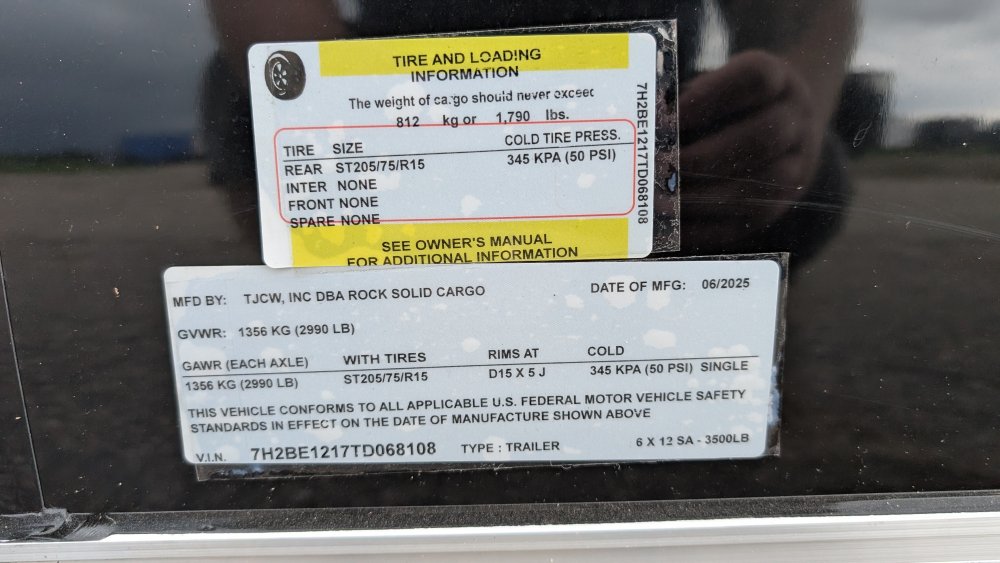 TIRE AND LOADING
INFORMATION
The weight of cargo should never exceed
812 kg or 1,790 lbs.
TIRE SIZE COLD TIRE PRESS.
REAR ST205/75/R15 345 KPA (50 PSI)
INTER NONE
FRONT NONE
SPARE NONE
SEE OWNER'S MANUAL
FOR ADDITIONAL INFORMATION
7H2BE1217TD068108
MFD BY: TJCW, INC DBA ROCK SOLID CARGO DATE OF MFG: 06/2025
GVWR: 1356 KG (2990 LB)
GAWR (EACH AXLE) WITH TIRES RIMS AT COLD
1356 KG (2990 LB) ST205/75/R15 D15 X 5 J 345 KPA (50 PSI) SINGLE
THIS VEHICLE CONFORMS TO ALL APPLICABLE U.S. FEDERAL MOTOR VEHICLE SAFETY
STANDARDS IN EFFECT ON THE DATE OF MANUFACTURE SHOWN ABOVE
V.I.N. 7H2BE1217TD068108 TYPE : TRAILER 6 X 12 SA - 3500LB